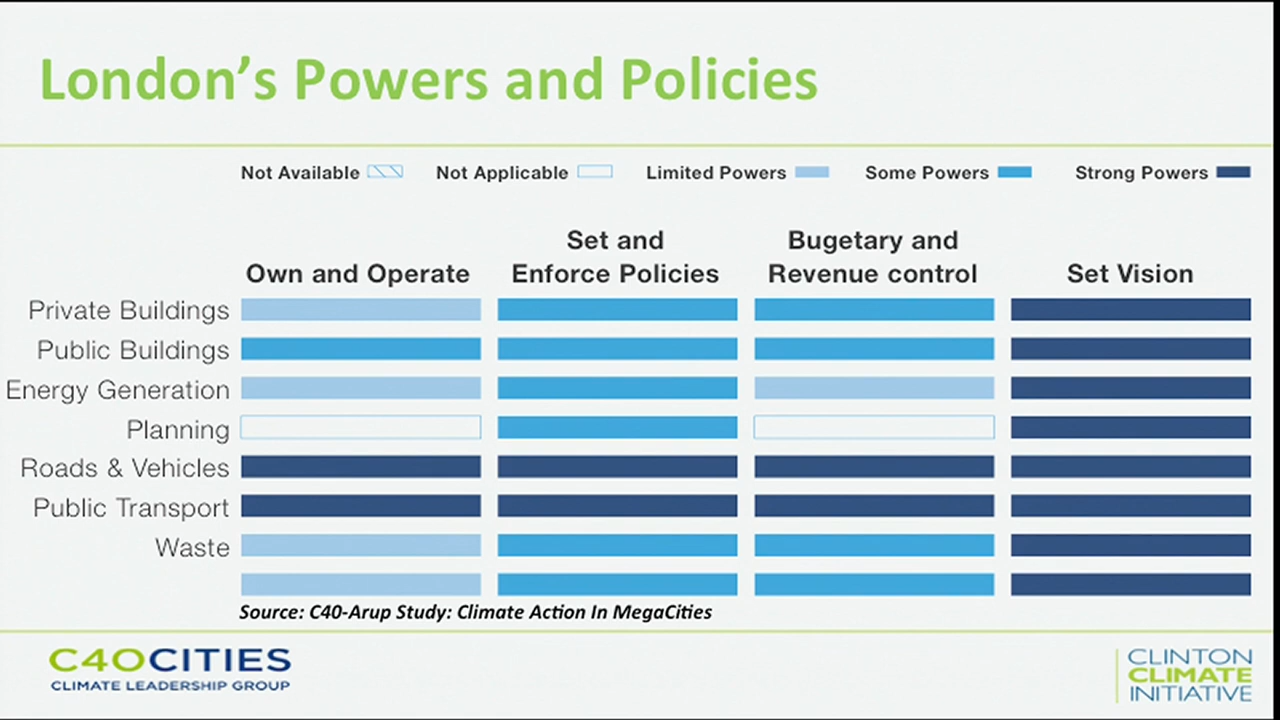 London's Powers and Policies
Not Available Not Applicable Limited Powers Some Powers Strong Powers
Own and Operate
Set and
Enforce Policies
Bugetary and
Revenue control
Set Vision
Private Buildings
Public Buildings
Energy Generation
Planning
Roads & Vehicles
Public Transport
Waste
Source: C40-Arup Study: Climate Action In MegaCities
C40CITIES
CLIMATE LEADERSHIP GROUP
CLINTON
CLIMATE
INITIATIVE